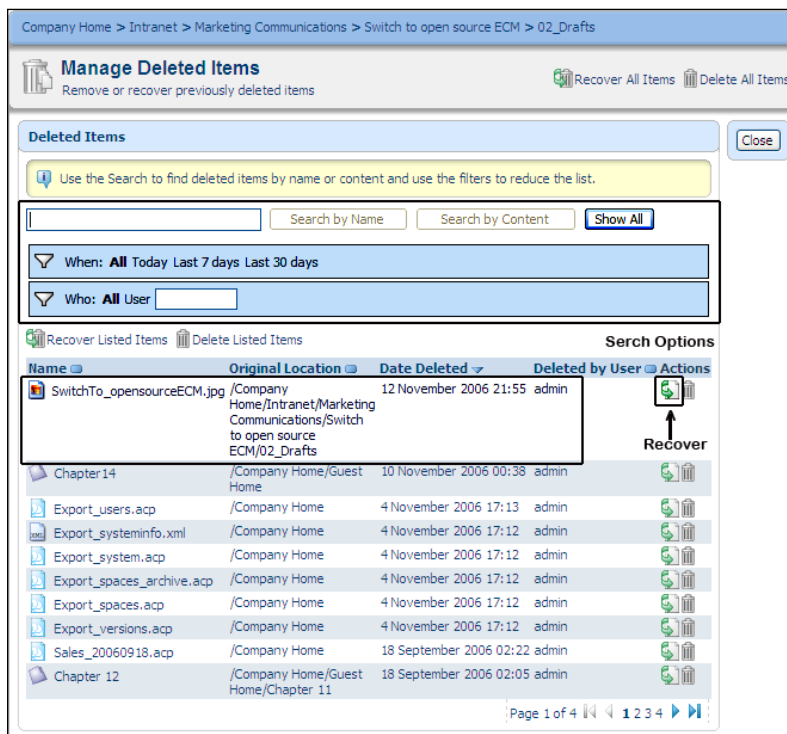 Company Home > Intranet > Marketing Communications > Switch to open source ECM > 02_Drafts
Manage Deleted Items
Remove or recover previously deleted items
Recover All Items Delete All Items
Deleted Items
Close
Use the Search to find deleted items by name or content and use the filters to reduce the list.
Search by Name Search by Content Show All
When: All Today Last 7 days Last 30 days
Who: All User
Recover Listed Items Delete Listed Items
Serch Options
Name Original Location Date Deleted Deleted by User Actions
SwitchTo_opensourceECM.jpg /Company 12 November 2006 21:55 admin
Home/Intranet/Marketing
Communications/Switch
to open source
ECM/02_Drafts
Recover
Chapter14 /Company Home/Guest 10 November 2006 00:38 admin
Home
Export_users.acp /Company Home 4 November 2006 17:13 admin
Export_systeminfo.xml /Company Home 4 November 2006 17:12 admin
Export_system.acp /Company Home 4 November 2006 17:12 admin
Export_spaces_archive.acp /Company Home 4 November 2006 17:12 admin
Export_spaces.acp /Company Home 4 November 2006 17:12 admin
Export_versions.acp /Company Home 4 November 2006 17:12 admin
Sales_20060918.acp /Company Home 18 September 2006 02:22 admin
Chapter 12 /Company Home/Guest 18 September 2006 02:05 admin
Home/Chapter 11
Page 1 of 4 1 2 3 4